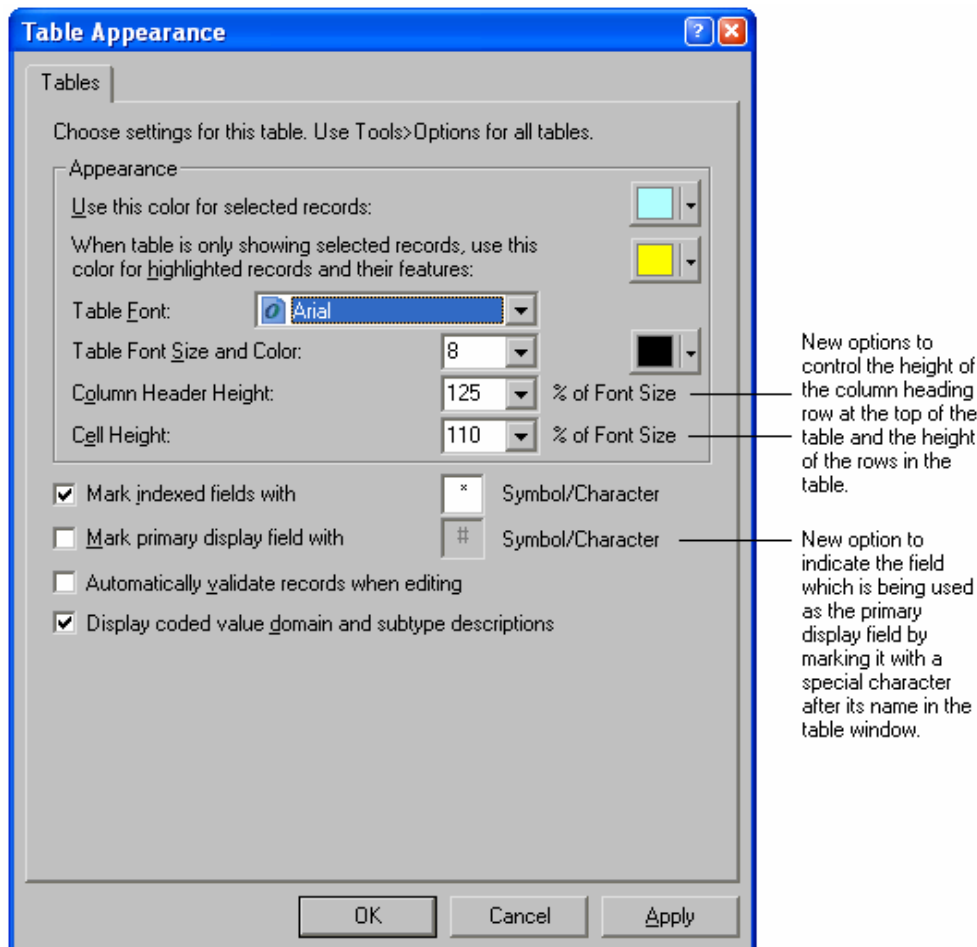 Table Appearance
Tables
Choose settings for this table. Use Tools>Options for all tables.
Appearance
Use this color for selected records:
When table is only showing selected records, use this
color for highlighted records and their features:
Table Font: Arial
Table Font Size and Color: 8
Column Header Height: 125 % of Font Size
Cell Height: 110 % of Font Size
Mark indexed fields with * Symbol/Character
Mark primary display field with # Symbol/Character
Automatically validate records when editing
Display coded value domain and subtype descriptions
OK Cancel Apply
New options to
control the height of
the column heading
row at the top of the
table and the height
of the rows in the
table.
New option to
indicate the field
which is being used
as the primary
display field by
marking it with a
special character
after its name in the
table window.